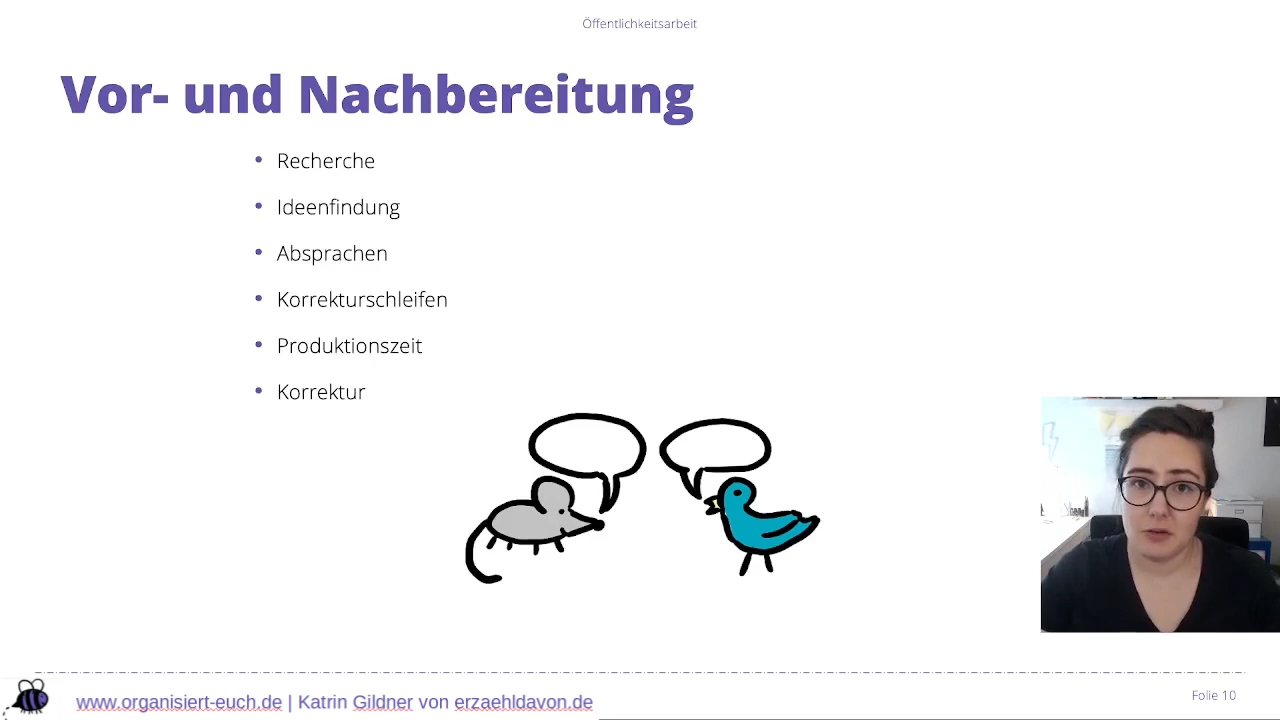 Öffentlichkeitsarbeit
Vor- und Nachbereitung
• Recherche
• Ideenfindung
• Absprachen
• Korrekturschleifen
• Produktionszeit
• Korrektur
www.organisiert-euch.de | Katrin Gildner von erzaehldavon.de
Folie 10